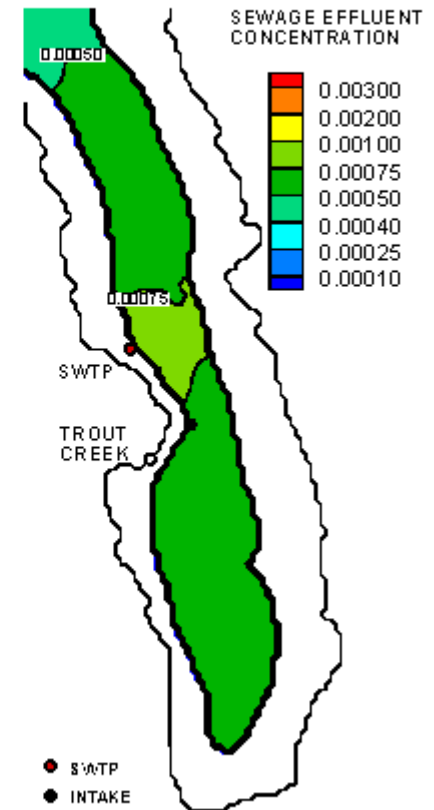 SEWAGE EFFLUENT
CONCENTRATION
0.00050
0.00300
0.00200
0.00100
0.00075
0.00050
0.00040
0.00025
0.00010
0.00075
SWTP
TROUT
CREEK
SWTP
INTAKE